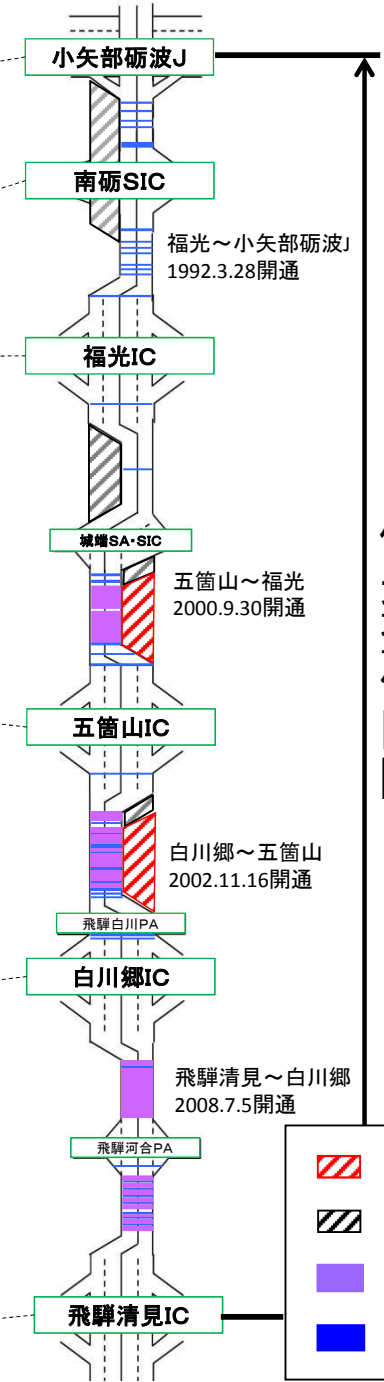 小矢部砺波J
南砺SIC
福光～小矢部砺波J
1992.3.28開通
福光IC
城端SA・SIC
五箇山～福光
2000.9.30開通
五箇山IC
白川郷～五箇山
2002.11.16開通
飛騨白川PA
白川郷IC
飛騨清見～白川郷
2008.7.5開通
飛騨河合PA
飛騨清見IC